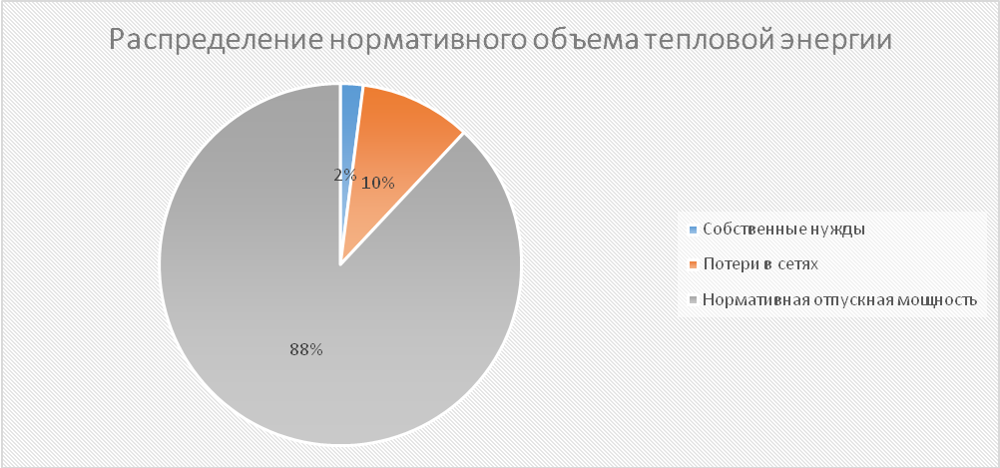 Распределение нормативного объема тепловой энергии
2%
10%
88%
Собственные нужды
Потери в сетях
Нормативная отпускная мощность